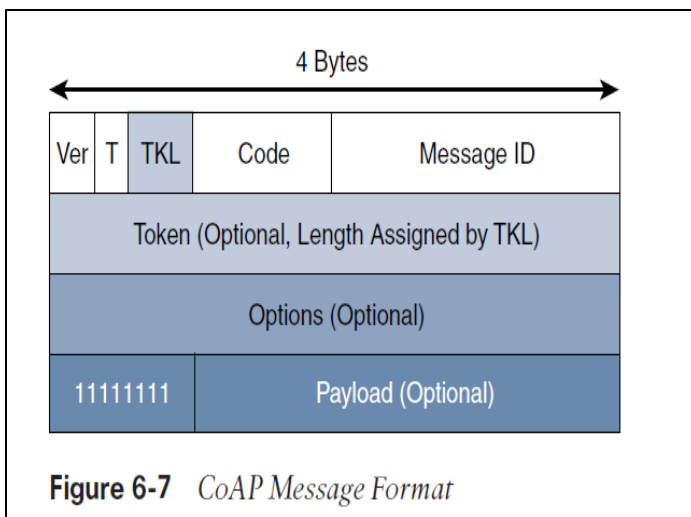 4 Bytes
Ver T TKL Code Message ID
Token (Optional, Length Assigned by TKL)
Options (Optional)
11111111 Payload (Optional)
Figure 6-7 CoAP Message Format